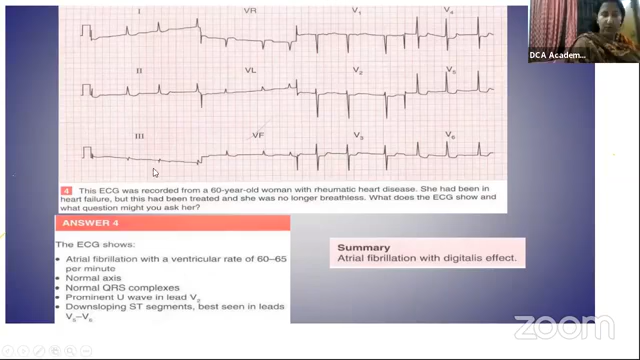 I
VR
V1
V4
II
VL
V2
V5
III
VF
V3
V6
4 This ECG was recorded from a 60-year-old woman with rheumatic heart disease. She had been in
heart failure, but this had been treated and she was no longer breathless. What does the ECG show and
what question might you ask her?
ANSWER 4
The ECG shows:
• Atrial fibrillation with a ventricular rate of 60–65
per minute
• Normal axis
• Normal QRS complexes
• Prominent U wave in lead V2
• Downsloping ST segments, best seen in leads
Summary
Atrial fibrillation with digitalis effect.
DCA Academ...
zoom